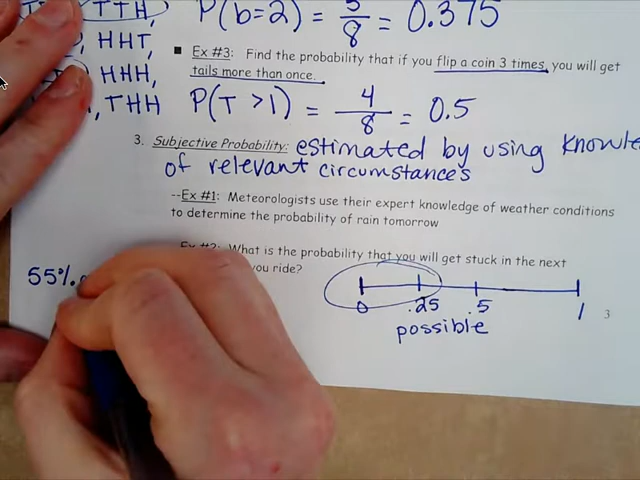 TTH, P(b=2) = 3/8 = 0.375
HHT,
Ex #3: Find the probability that if you flip a coin 3 times, you will get
HHH, tails more than once.
THH P(T >1) = 4/8 = 0.5
3. Subjective Probability: estimated by using
of relevant circumstances
--Ex #1: Meteorologists use their expert knowledge of weather conditions
to determine the probability of rain tomorrow
Ex #2: What is the probability that you will get stuck in the next
you ride?
55%
0 .25 .5 1
possible
3